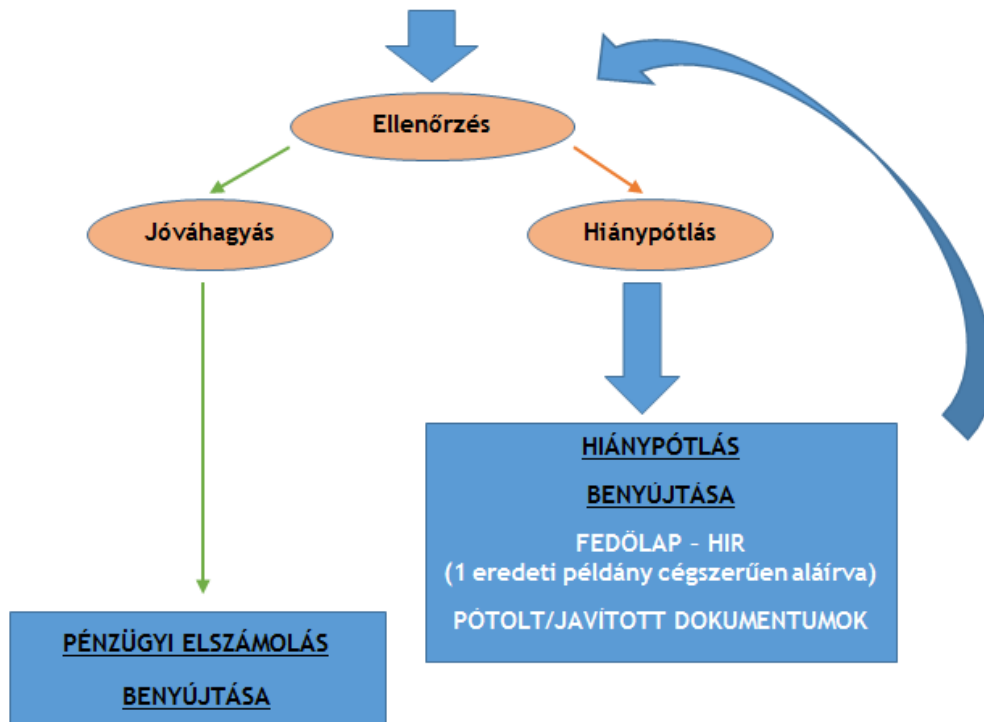 Ellenőrzés
Jóváhagyás
Hiánypótlás
HIÁNYPÓTLÁS
BENYÚJTÁSA
FEDŐLAP – HIR
(1 eredeti példány cégszerűen aláírva)
PÓTOLT/JAVÍTOTT DOKUMENTUMOK
PÉNZÜGYI ELSZÁMOLÁS
BENYÚJTÁSA